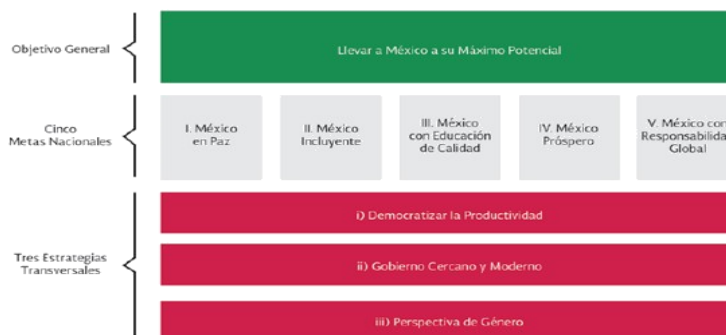 Objetivo General
Llevar a México a su Máximo Potencial
Cinco
Metas Nacionales
I. México
en Paz
II. México
Incluyente
III. México
con Educación
de Calidad
IV. México
Próspero
V. México con
Responsabilida
Global
Tres Estrategias
Transversales
i) Democratizar la Productividad
ii) Gobierno Cercano y Moderno
iii) Perspectiva de Género